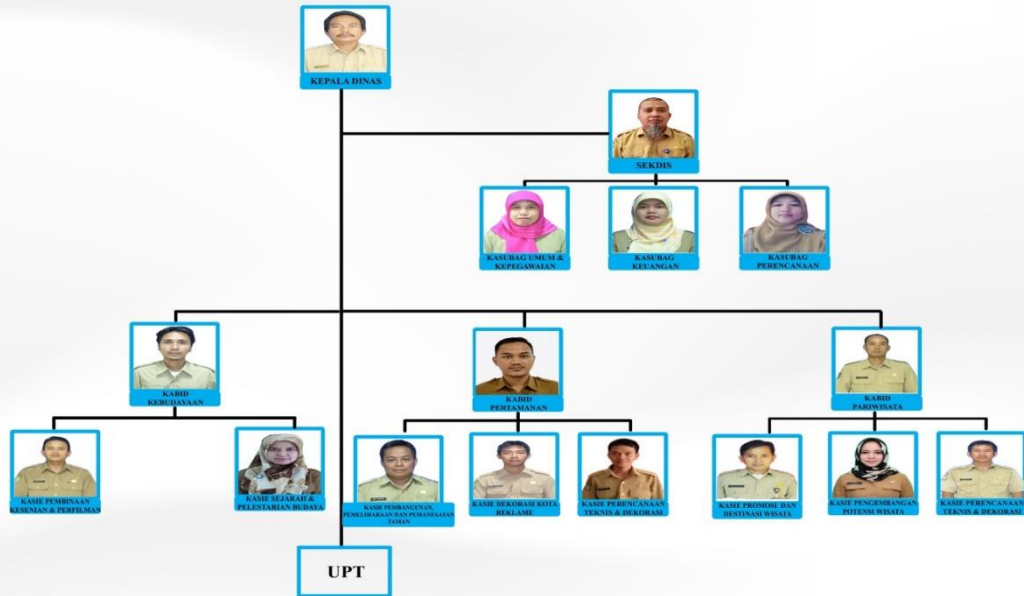 KEPALA DINAS
SEKDIS
KASUBAG UMUM &
KEPEGAWAIAN
KASUBAG
KEUANGAN
KASUBAG
PERENCANAAN
KABID
KEBUDAYAAN
KABID
PERTAMANAN
KABID
PARIWISATA
KASIE PEMBINAAN
KESENIAN & PERFILMAN
KASIE SEJARAH &
PELESTARIAN BUDAYA
KASIE PEMBANGUNAN,
PEMELIHARAAN DAN PEMANFAATAN
TAMAN
KASIE DEKORASI KOTA
REKLAME
KASIE PERENCANAAN
TEKNIS & DEKORASI
KASIE PROMOSI DAN
DESTINASI WISATA
KASIE PENGEMBANGAN
POTENSI WISATA
KASIE PERENCANAAN
TEKNIS & DEKORASI
UPT